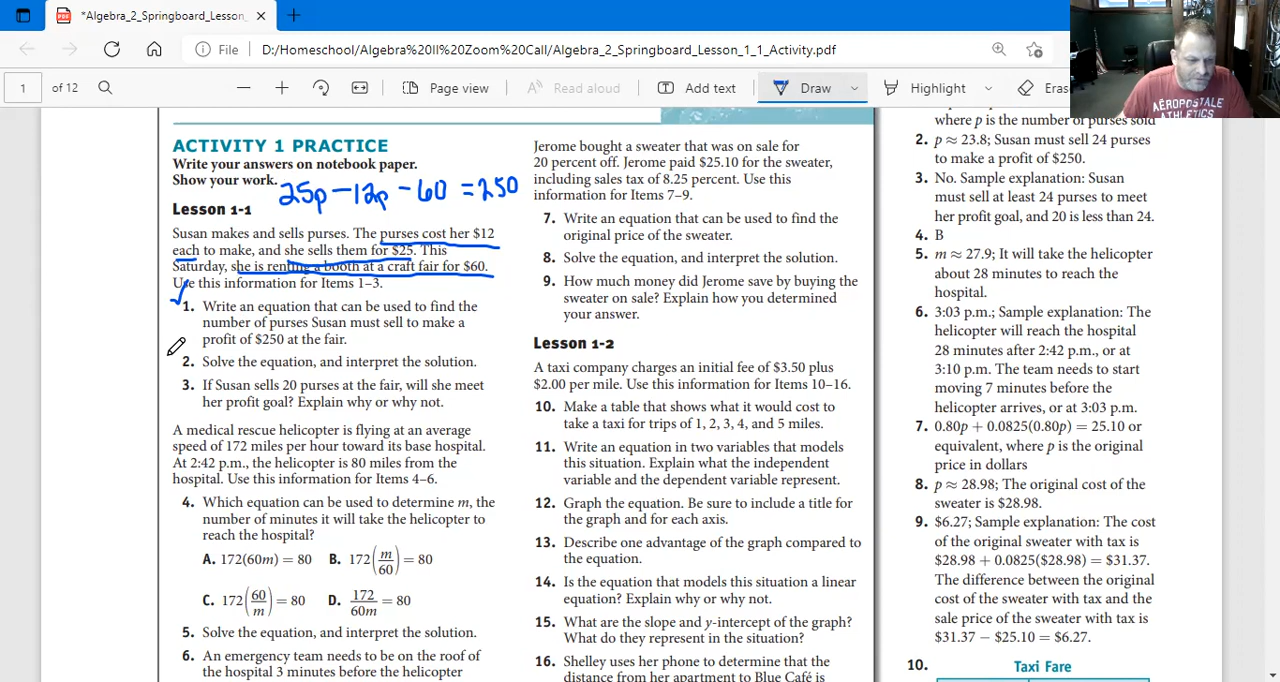 *Algebra_2_Springboard_Lesson_
File
D:/Homeschool/Algebra%20II%20Zoom%20Call/Algebra_2_Springboard_Lesson_1_1_Activity.pdf
1
of 12
Page view
Read aloud
Add text
Draw
Highlight
Eras
AÉROPOSTALE
ATHLETICS
ACTIVITY 1 PRACTICE
Write your answers on notebook paper.
Show your work.
25p - 12p - 60 = 250
Lesson 1-1
Susan makes and sells purses. The purses cost her $12
each to make, and she sells them for $25. This
Saturday, she is renting a booth at a craft fair for $60.
Use this information for Items 1–3.
1. Write an equation that can be used to find the
number of purses Susan must sell to make a
profit of $250 at the fair.
2. Solve the equation, and interpret the solution.
3. If Susan sells 20 purses at the fair, will she meet
her profit goal? Explain why or why not.
A medical rescue helicopter is flying at an average
speed of 172 miles per hour toward its base hospital.
At 2:42 p.m., the helicopter is 80 miles from the
hospital. Use this information for Items 4–6.
4. Which equation can be used to determine m, the
number of minutes it will take the helicopter to
reach the hospital?
A. 172(60m) = 80 B. 172(m/60) = 80
C. 172(60/m) = 80 D. 172/60m = 80
5. Solve the equation, and interpret the solution.
6. An emergency team needs to be on the roof of
the hospital 3 minutes before the helicopter
Jerome bought a sweater that was on sale for
20 percent off. Jerome paid $25.10 for the sweater,
including sales tax of 8.25 percent. Use this
information for Items 7–9.
7. Write an equation that can be used to find the
original price of the sweater.
8. Solve the equation, and interpret the solution.
9. How much money did Jerome save by buying the
sweater on sale? Explain how you determined
your answer.
Lesson 1-2
A taxi company charges an initial fee of $3.50 plus
$2.00 per mile. Use this information for Items 10–16.
10. Make a table that shows what it would cost to
take a taxi for trips of 1, 2, 3, 4, and 5 miles.
11. Write an equation in two variables that models
this situation. Explain what the independent
variable and the dependent variable represent.
12. Graph the equation. Be sure to include a title for
the graph and for each axis.
13. Describe one advantage of the graph compared to
the equation.
14. Is the equation that models this situation a linear
equation? Explain why or why not.
15. What are the slope and y-intercept of the graph?
What do they represent in the situation?
16. Shelley uses her phone to determine that the
distance from her apartment to Blue Café is
where p is the number of purses sold
2. p ≈ 23.8; Susan must sell 24 purses
to make a profit of $250.
3. No. Sample explanation: Susan
must sell at least 24 purses to meet
her profit goal, and 20 is less than 24.
4. B
5. m ≈ 27.9; It will take the helicopter
about 28 minutes to reach the
hospital.
6. 3:03 p.m.; Sample explanation: The
helicopter will reach the hospital
28 minutes after 2:42 p.m., or at
3:10 p.m. The team needs to start
moving 7 minutes before the
helicopter arrives, or at 3:03 p.m.
7. 0.80p + 0.0825(0.80p) = 25.10 or
equivalent, where p is the original
price in dollars
8. p ≈ 28.98; The original cost of the
sweater is $28.98.
9. $6.27; Sample explanation: The cost
of the original sweater with tax is
$28.98 + 0.0825($28.98) = $31.37.
The difference between the original
cost of the sweater with tax and the
sale price of the sweater with tax is
$31.37 − $25.10 = $6.27.
10. Taxi Fare